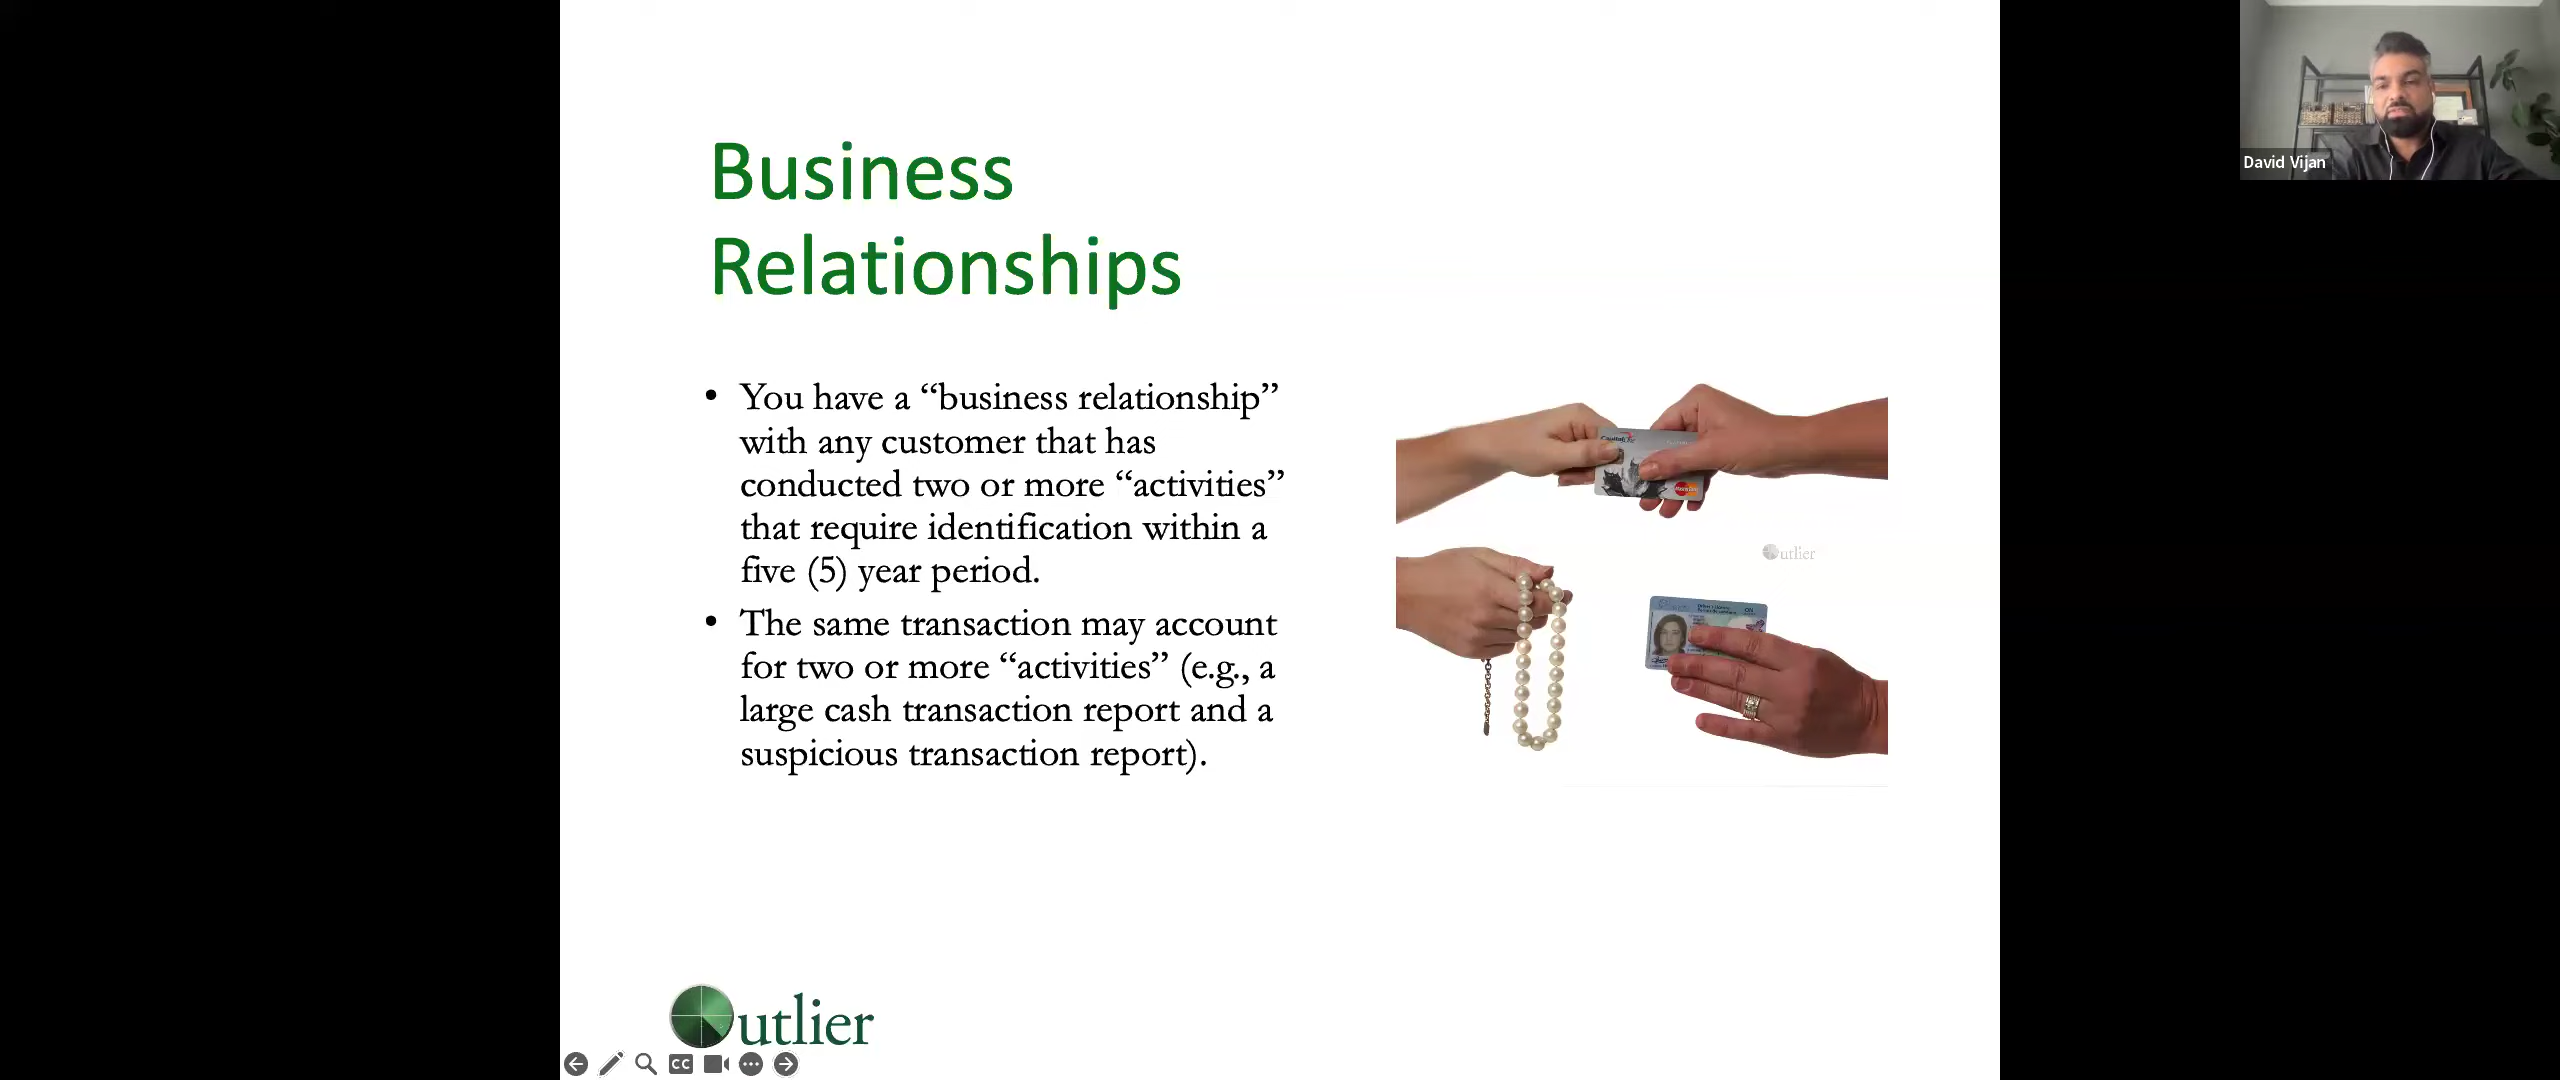 Business
Relationships
• You have a “business relationship”
with any customer that has
conducted two or more “activities”
that require identification within a
five (5) year period.
• The same transaction may account
for two or more “activities” (e.g., a
large cash transaction report and a
suspicious transaction report).
utlier
Outlier
CC
David Vijan